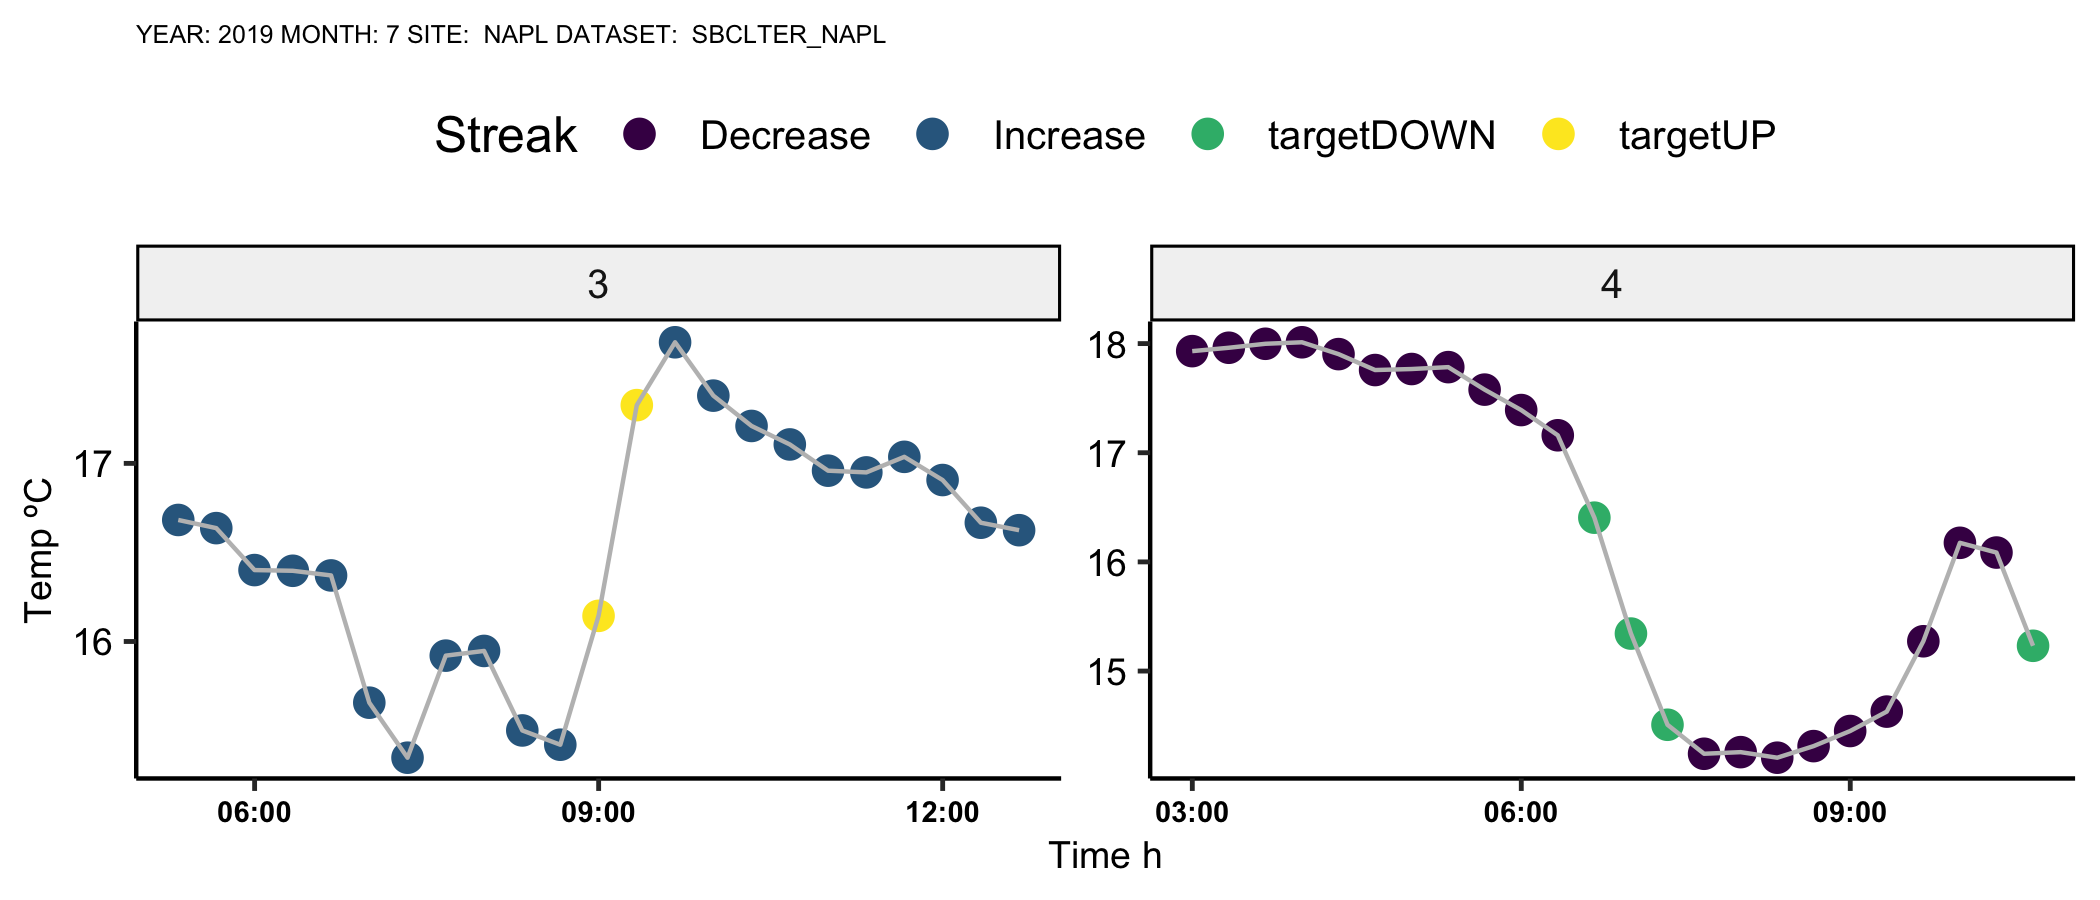 YEAR: 2019 MONTH: 7 SITE:  NAPL DATASET:  SBCLTER_NAPL
Streak Decrease Increase targetDOWN targetUP
3 4
Temp ºC
17
16
18
17
16
15
06:00 09:00 12:00 03:00 06:00 09:00
Time h